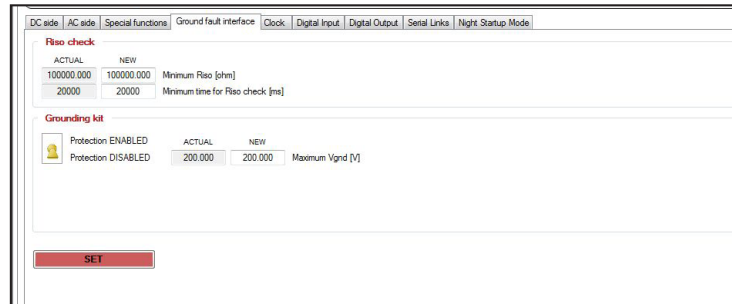 DC side AC side Special functions Ground fault interface Clock Digital Input Digital Output Serial Links Night Startup Mode
Riso check
ACTUAL NEW
100000.000 100000.000 Minimum Riso [ohm]
20000 20000 Minimum time for Riso check [ms]
Grounding kit
Protection ENABLED ACTUAL NEW
Protection DISABLED 200.000 200.000 Maximum Vgnd [V]
SET